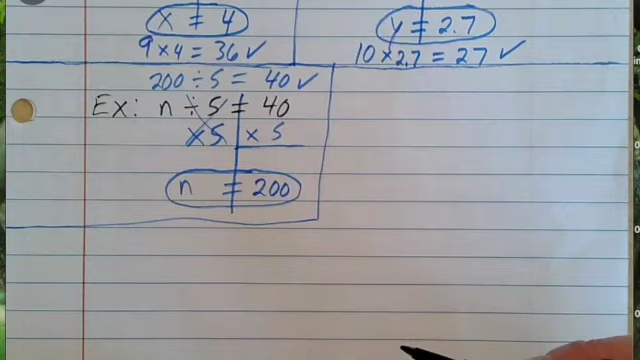 x = 4
9 × 4 = 36 ✓
y = 2.7
10 × 2.7 = 27 ✓
200 ÷ 5 = 40 ✓
Ex: n ÷ 5 = 40
×5 × 5
n = 200